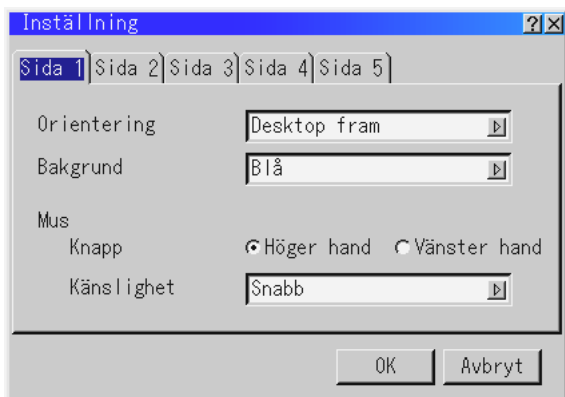 Inställning
Sida 1 Sida 2 Sida 3 Sida 4 Sida 5
Orientering Desktop fram
Bakgrund Blå
Mus
Knapp Höger hand Vänster hand
Känslighet Snabb
OK Avbryt